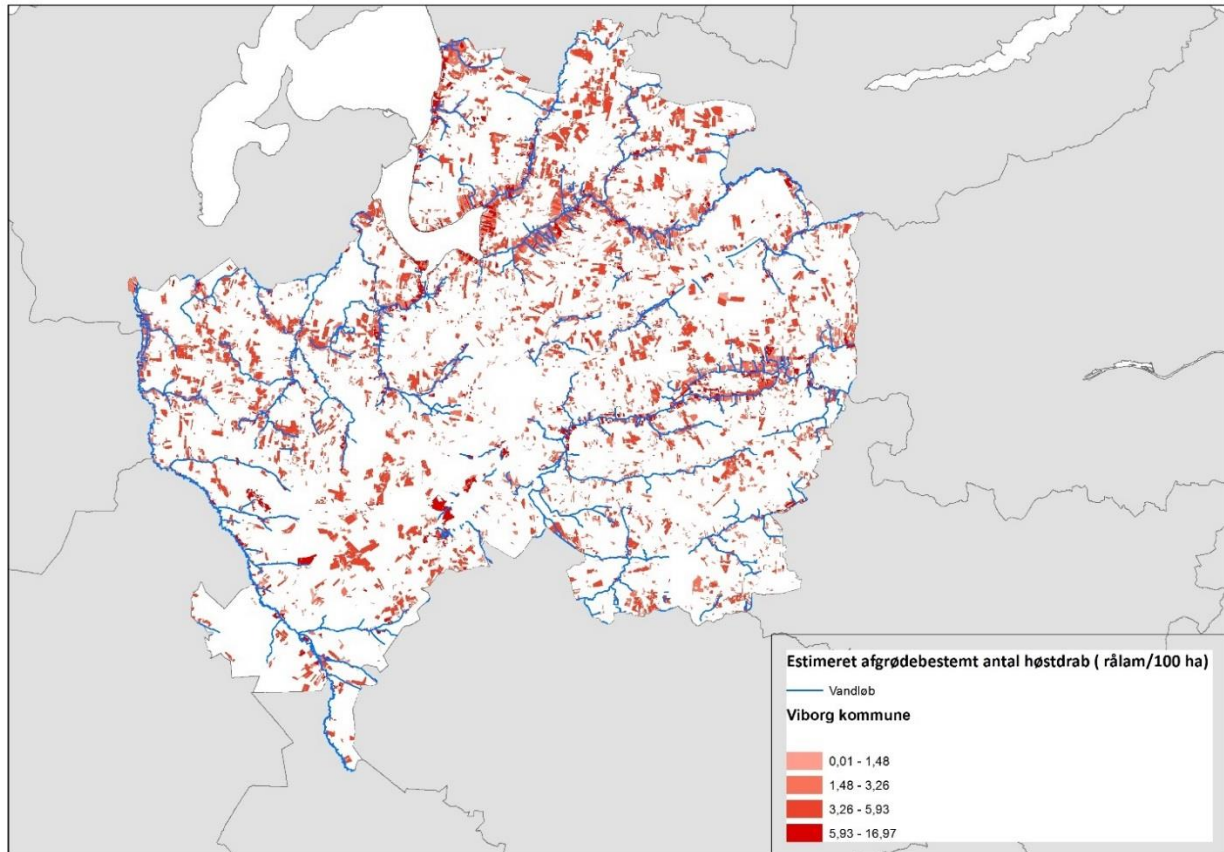 Estimeret afgrødebestemt antal høstdrab ( rålam/100 ha)
Vandløb
Viborg kommune
0,01 - 1,48
1,48 - 3,26
3,26 - 5,93
5,93 - 16,97